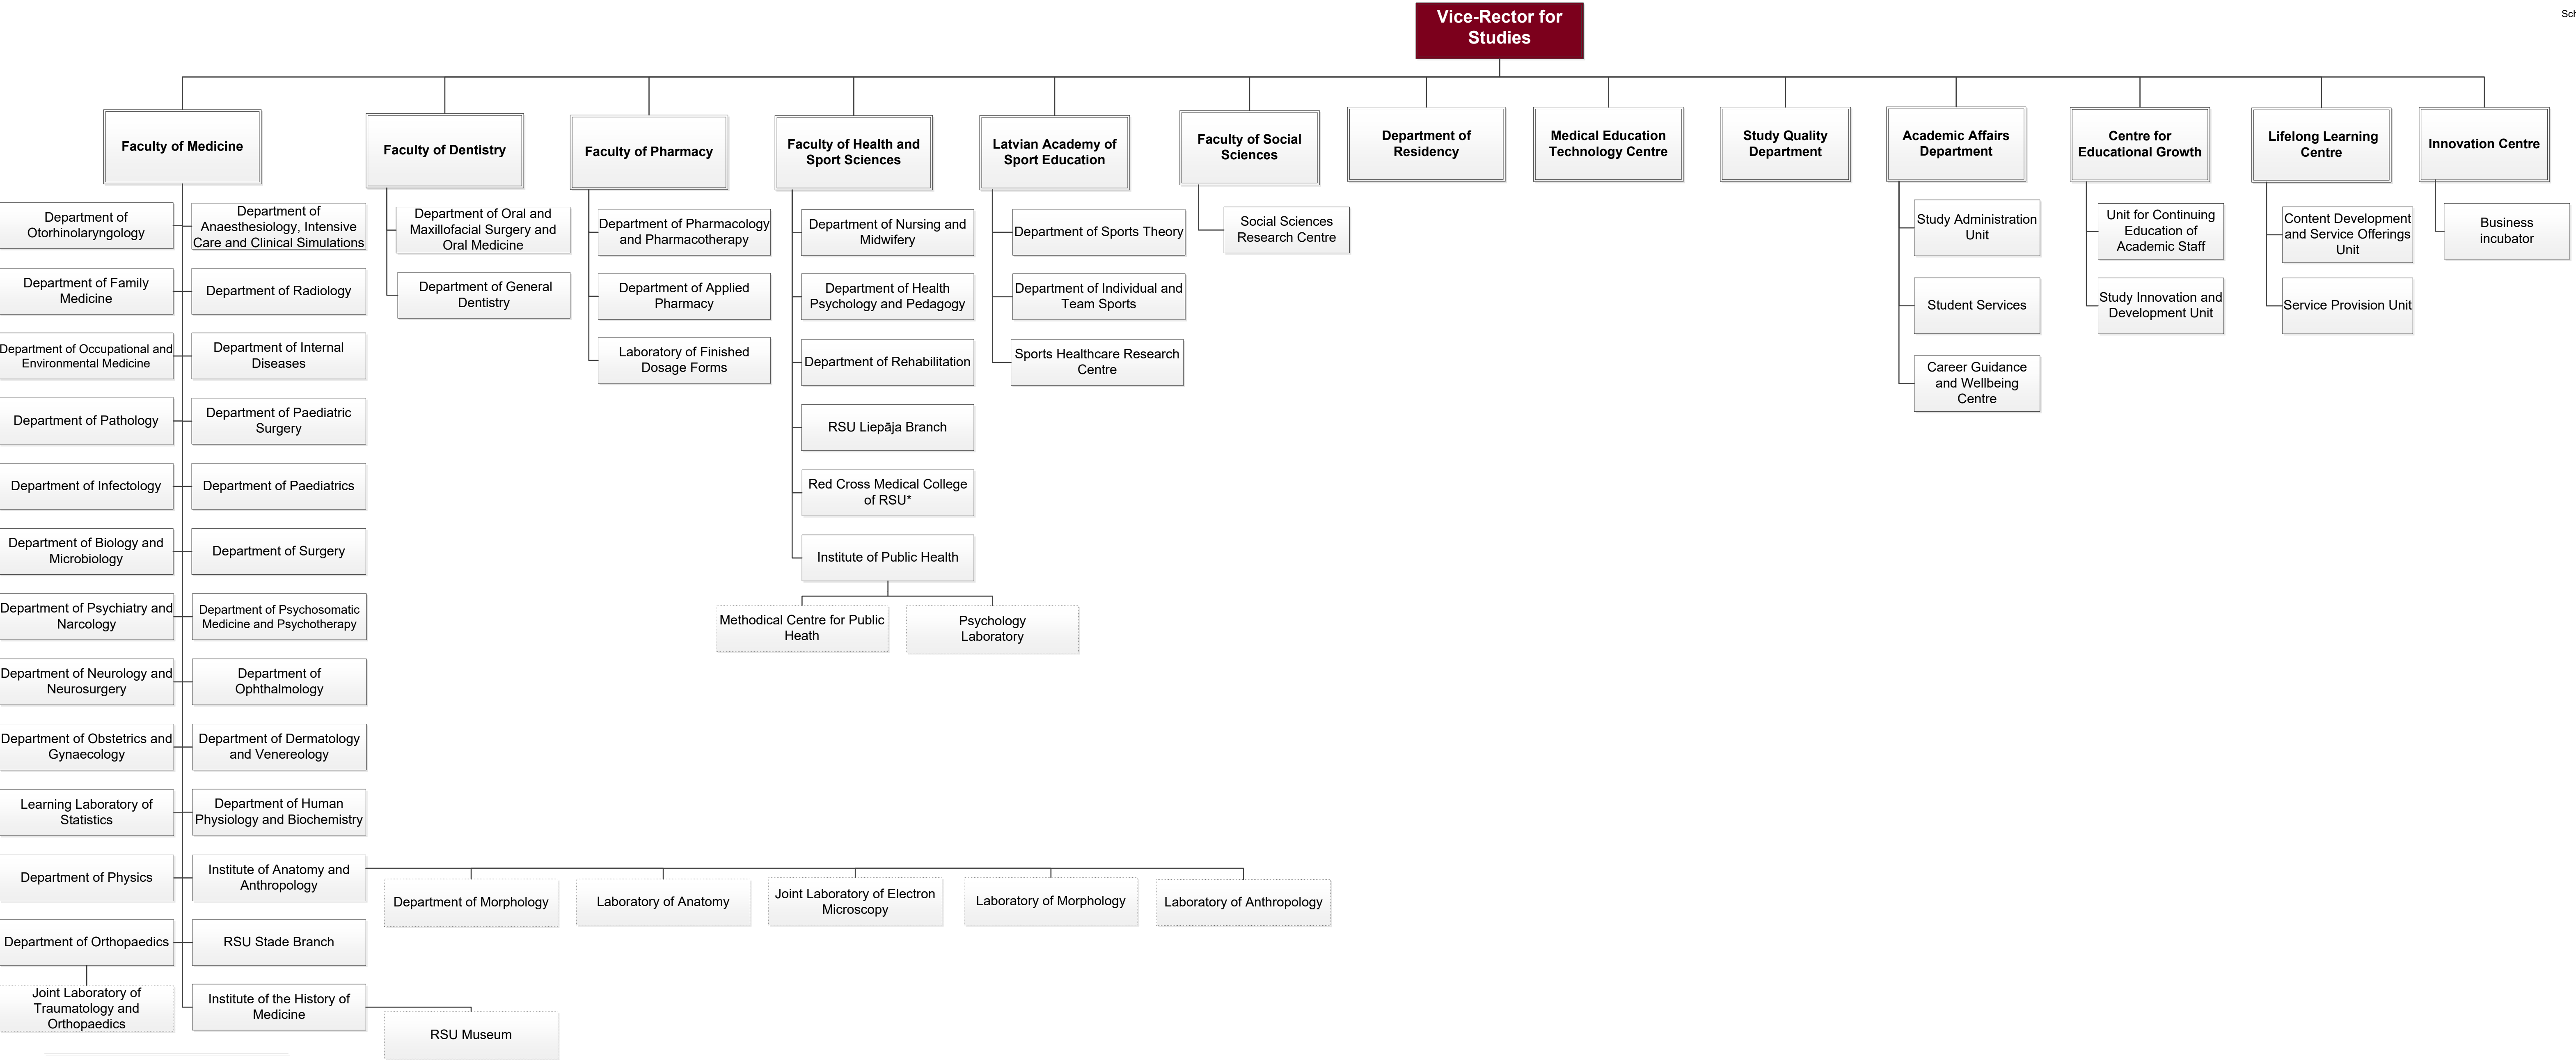 Vice-Rector for
Studies
Sch
Faculty of Medicine
Faculty of Dentistry
Faculty of Pharmacy
Faculty of Health and
Sport Sciences
Latvian Academy of
Sport Education
Faculty of Social
Sciences
Department of
Residency
Medical Education
Technology Centre
Study Quality
Department
Academic Affairs
Department
Centre for
Educational Growth
Lifelong Learning
Centre
Innovation Centre
Department of
Otorhinolaryngology
Department of
Anaesthesiology, Intensive
Care and Clinical Simulations
Department of Family
Medicine
Department of Radiology
Department of Occupational and
Environmental Medicine
Department of Internal
Diseases
Department of Pathology
Department of Paediatric
Surgery
Department of Infectology
Department of Paediatrics
Department of Biology and
Microbiology
Department of Surgery
Department of Psychiatry and
Narcology
Department of Psychosomatic
Medicine and Psychotherapy
Department of Neurology and
Neurosurgery
Department of
Ophthalmology
Department of Obstetrics and
Gynaecology
Department of Dermatology
and Venereology
Learning Laboratory of
Statistics
Department of Human
Physiology and Biochemistry
Department of Physics
Institute of Anatomy and
Anthropology
Department of Morphology
Laboratory of Anatomy
Joint Laboratory of Electron
Microscopy
Laboratory of Morphology
Laboratory of Anthropology
Department of Orthopaedics
RSU Stade Branch
Joint Laboratory of
Traumatology and
Orthopaedics
Institute of the History of
Medicine
RSU Museum
Department of Oral and
Maxillofacial Surgery and
Oral Medicine
Department of General
Dentistry
Department of Pharmacology
and Pharmacotherapy
Department of Applied
Pharmacy
Laboratory of Finished
Dosage Forms
Department of Nursing and
Midwifery
Department of Health
Psychology and Pedagogy
Department of Rehabilitation
RSU Liepāja Branch
Red Cross Medical College
of RSU*
Institute of Public Health
Methodical Centre for Public
Heath
Psychology
Laboratory
Department of Sports Theory
Department of Individual and
Team Sports
Sports Healthcare Research
Centre
Social Sciences
Research Centre
Study Administration
Unit
Student Services
Career Guidance
and Wellbeing
Centre
Unit for Continuing
Education of
Academic Staff
Study Innovation and
Development Unit
Content Development
and Service Offerings
Unit
Service Provision Unit
Business
incubator